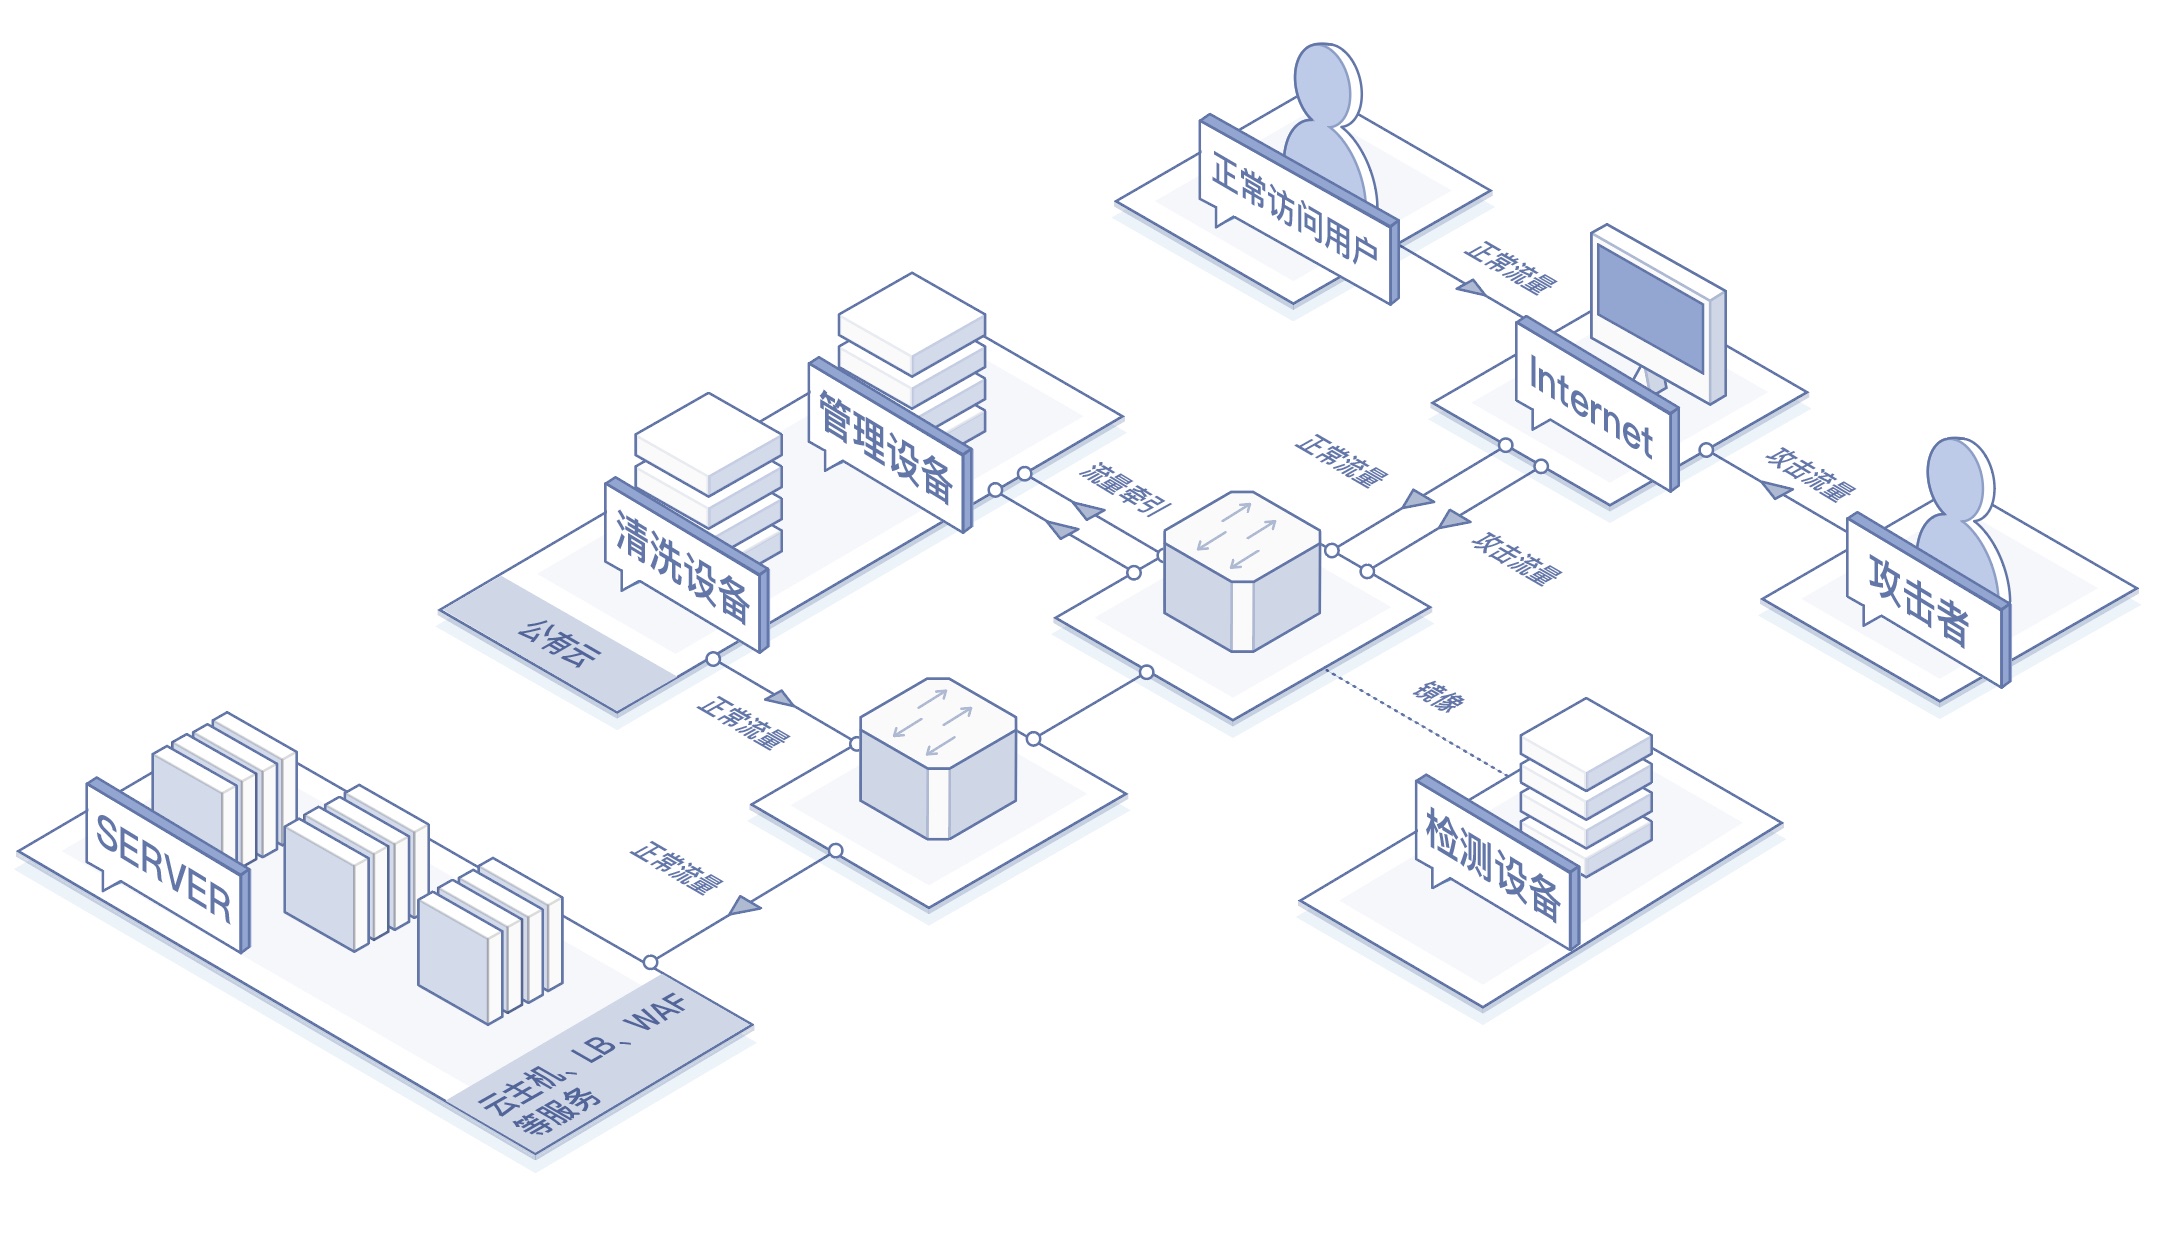 正常访问用户
正常流量
Internet
管理设备
清洗设备
公有云
流量牵引
正常流量
攻击流量
攻击流量
攻击者
镜像
检测设备
正常流量
正常流量
SERVER
云主机、LB、WAF
等服务